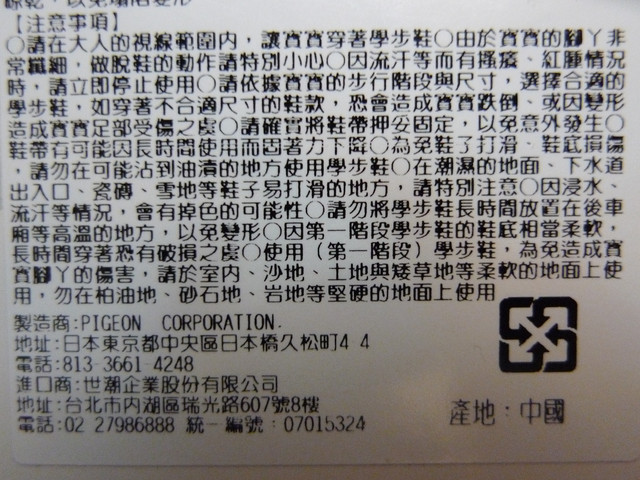 晾乾，以免塌陷變形
【注意事項】
○請在大人的視線範圍內，讓寶寶穿著學步鞋○由於寶寶的腳丫非
常纖細，做脫鞋的動作請特別小心○因流汗等而有搔癢、紅腫情況
時，請立即停止使用○請依據寶寶的步行階段與尺寸，選擇合適的
學步鞋，如穿著不合適尺寸的鞋款，恐會造成寶寶跌倒、或因變形
造成寶寶足部受傷之虞○請確實將鞋帶押妥固定，以免意外發生○
鞋帶有可能因長時間使用而固著力下降○為免鞋子打滑、鞋底損傷
，請勿在可能沾到油漬的地方使用學步鞋○在潮濕的地面、下水道
出入口、瓷磚、雪地等鞋子易打滑的地方，請特別注意○因浸水、
流汗等情況，會有掉色的可能性○請勿將學步鞋長時間放置在後車
廂等高溫的地方，以免變形○因第一階段學步鞋的鞋底相當柔軟，
長時間穿著恐有破損之虞○使用（第一階段）學步鞋，為免造成寶
寶腳丫的傷害，請於室內、沙地、土地與矮草地等柔軟的地面上使
用，勿在柏油地、砂石地、岩地等堅硬的地面上使用
製造商:PIGEON CORPORATION.
地址:日本東京都中央區日本橋久松町4-4
電話:813-3661-4248
進口商:世潮企業股份有限公司
地址:台北市內湖區瑞光路607號8樓
電話:02 27986888 統一編號:07015324
產地:中國